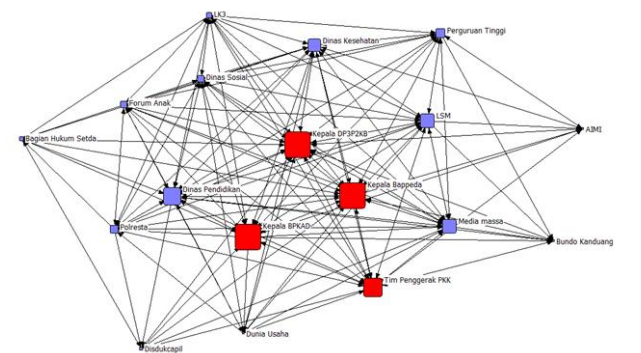 LK3
Perguruan Tinggi
Dinas Kesehatan
Dinas Sosial
Forum Anak
LSM
AIMI
Kepala DP3P2KB
Bagian Hukum Setda
Kepala Bappeda
Dinas Pendidikan
Media massa
Polresta
Kepala BPKAD
Bundo Kanduang
Tim Penggerak PKK
Dunia Usaha
Disdukcapil